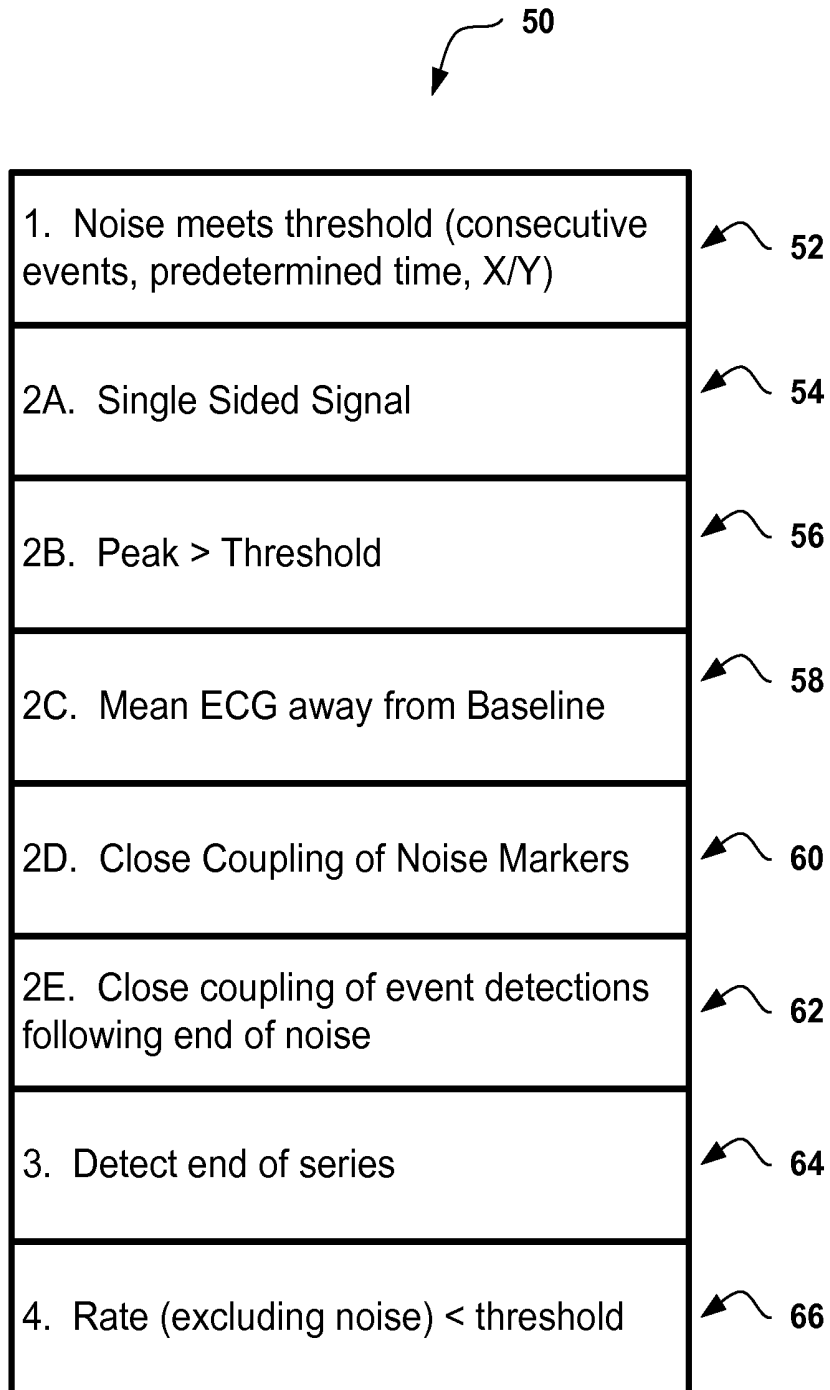 50
1. Noise meets threshold (consecutive
events, predetermined time, X/Y)
52
2A. Single Sided Signal
54
2B. Peak > Threshold
56
2C. Mean ECG away from Baseline
58
2D. Close Coupling of Noise Markers
60
2E. Close coupling of event detections
following end of noise
62
3. Detect end of series
64
4. Rate (excluding noise) < threshold
66